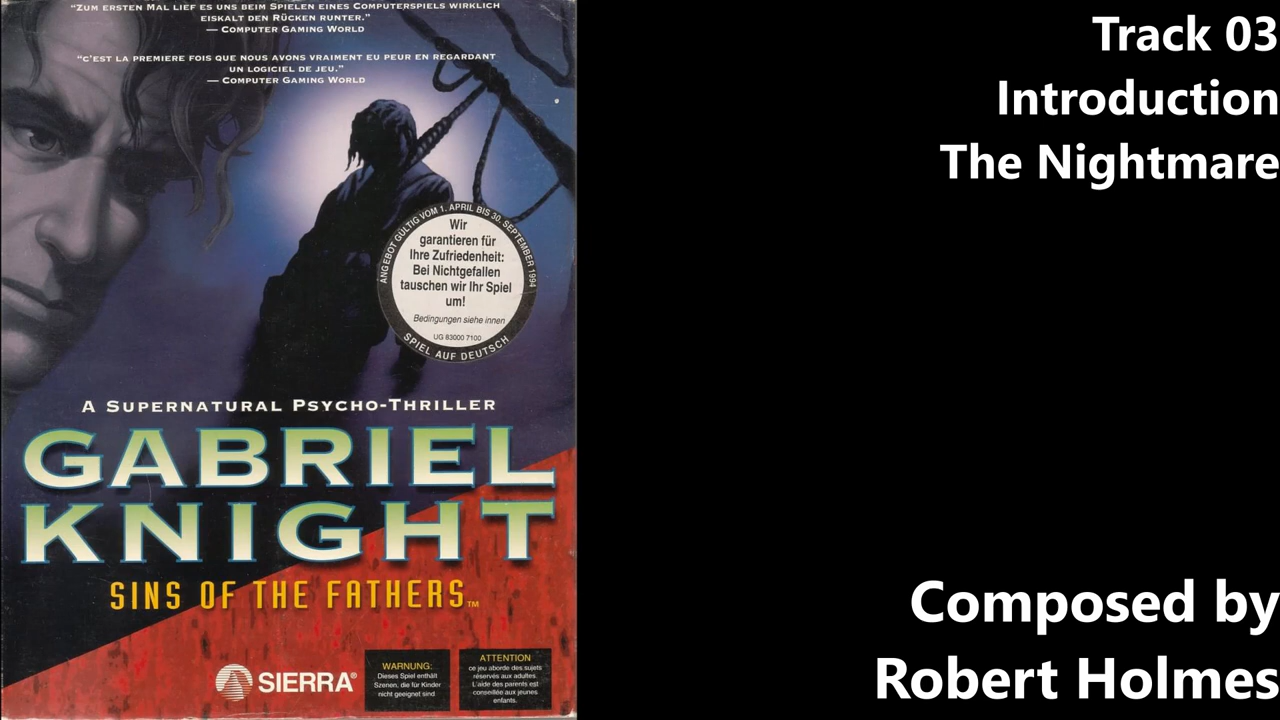 “Zum ersten Mal lief es uns beim Spielen eines Computerspiels wirklich
eiskalt den Rücken runter.”
— Computer Gaming World
“c'est la premiere fois que nous avons vraiment eu peur en regardant
un logiciel de jeu.”
— Computer Gaming World
ANGEBOT GÜLTIG VOM 1. APRIL BIS 30. SEPTEMBER 1994
Wir
garantieren für
Ihre Zufriedenheit:
Bei Nichtgefallen
tauschen wir Ihr Spiel
um!
Bedingungen siehe innen
UG 83000 7100
SPIEL AUF DEUTSCH
A Supernatural Psycho-Thriller
GABRIEL
KNIGHT
SINS OF THE FATHERS™
SIERRA®
WARNUNG:
Dieses Spiel enthält
Szenen, die für Kinder
nicht geeignet sind
ATTENTION
ce jeu aborde des sujets
réservés aux adultes.
L'aide des parents est
conseillée aux jeunes
enfants.
Track 03
Introduction
The Nightmare
Composed by
Robert Holmes